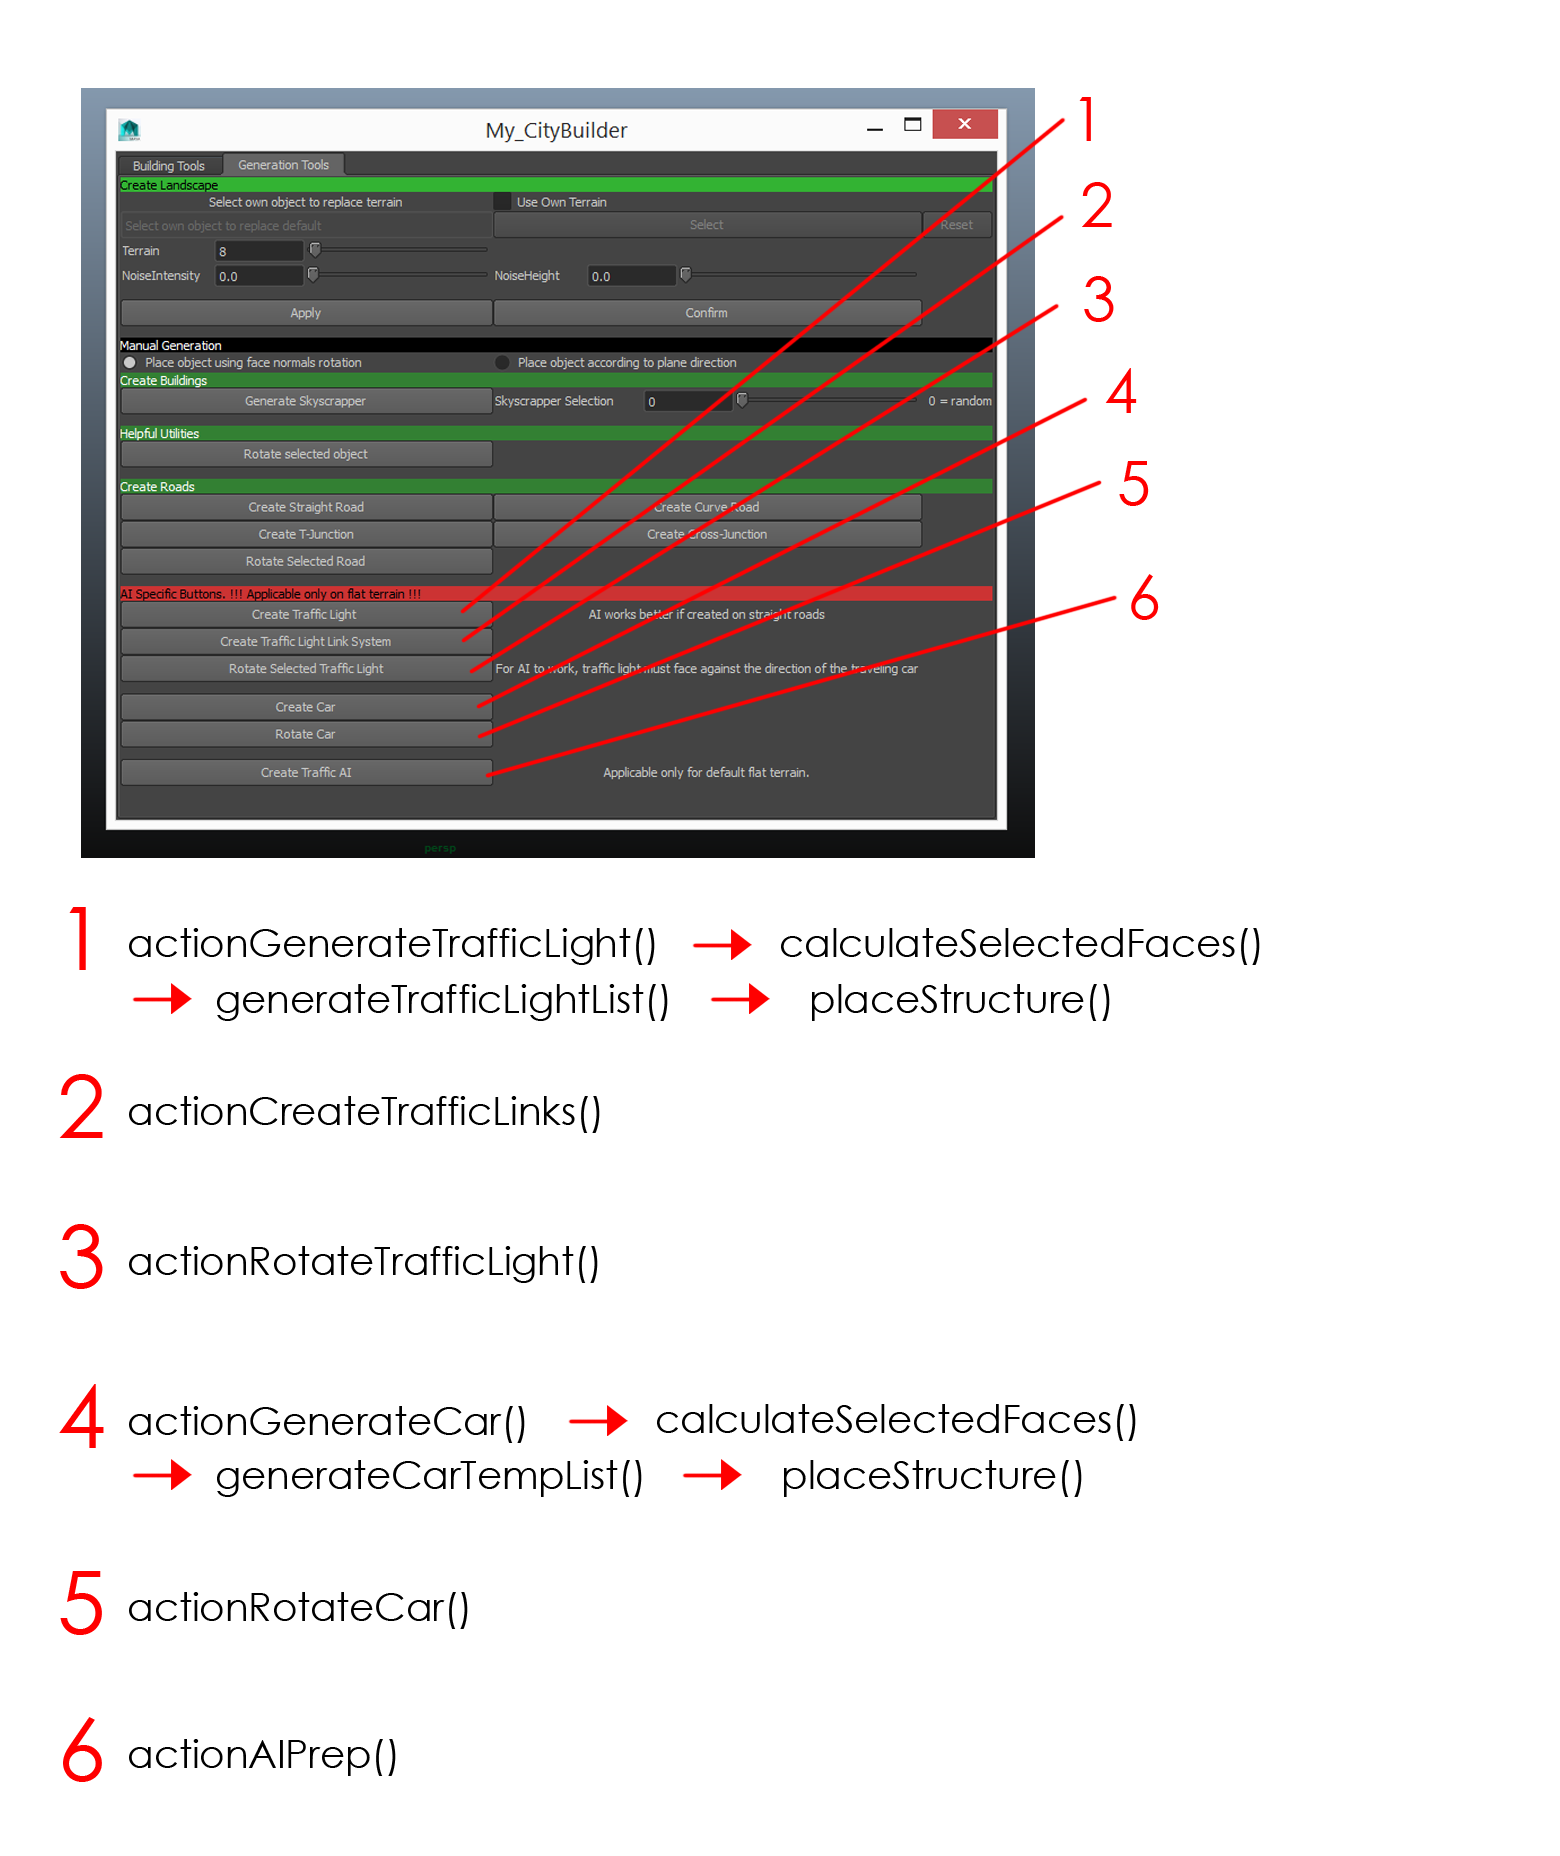 My_CityBuilder
Building Tools Generation Tools
Create Landscape
Select own object to replace terrain Use Own Terrain
Select own object to replace default Select Reset
Terrain 8
NoiseIntensity 0.0 NoiseHeight 0.0
Apply Confirm
Manual Generation
Place object using face normals rotation Place object according to plane direction
Create Buildings
Generate Skyscrapper Skyscrapper Selection 0 0 = random
Helpful Utilities
Rotate selected object
Create Roads
Create Straight Road Create Curve Road
Create T-Junction Create Cross-Junction
Rotate Selected Road
AI Specific Buttons. !!! Applicable only on flat terrain !!!
Create Traffic Light AI works better if created on straight roads
Create Traffic Light Link System
Rotate Selected Traffic Light For AI to work, traffic light must face against the direction of the traveling car
Create Car
Rotate Car
Create Traffic AI Applicable only for default flat terrain.
persp
1
2
3
4
5
6
1 actionGenerateTrafficLight() → calculateSelectedFaces()
→ generateTrafficLightList() → placeStructure()
2 actionCreateTrafficLinks()
3 actionRotateTrafficLight()
4 actionGenerateCar() → calculateSelectedFaces()
→ generateCarTempList() → placeStructure()
5 actionRotateCar()
6 actionAIPrep()